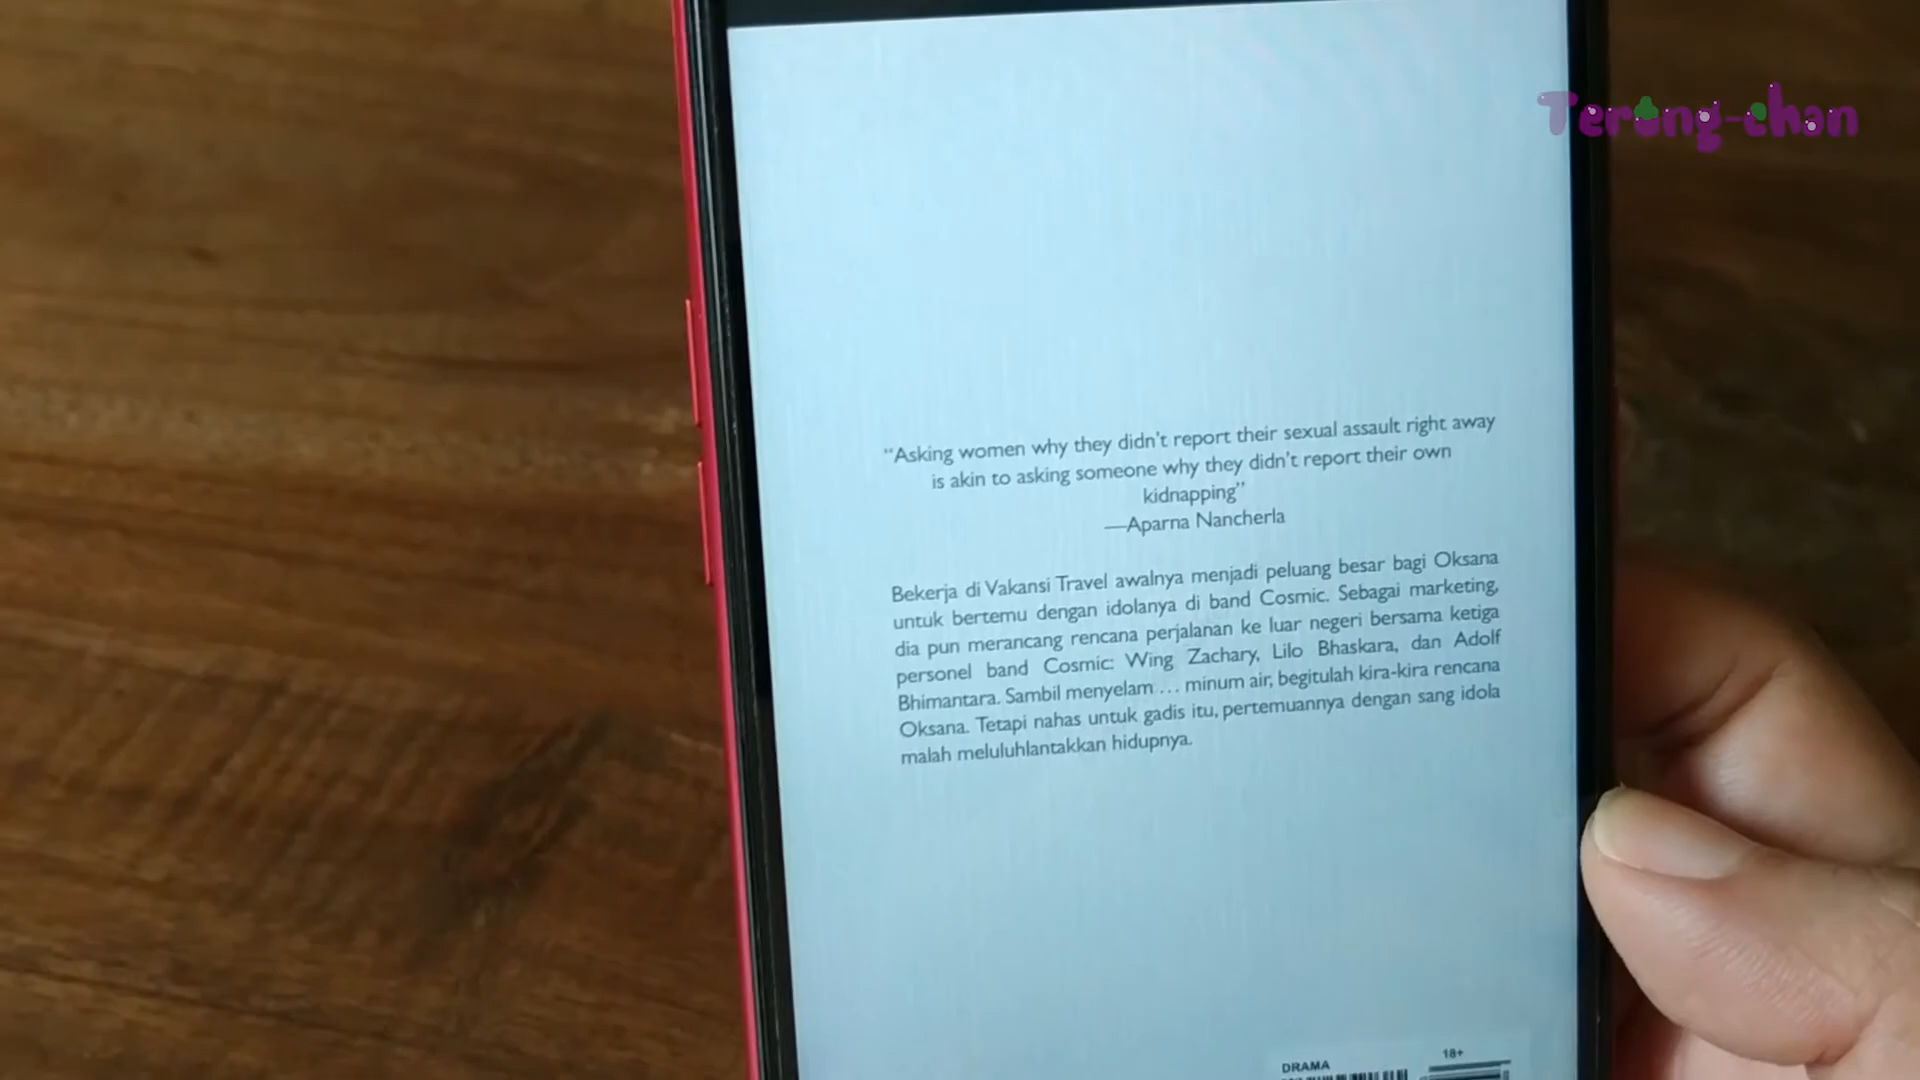 Terong-chan
“Asking women why they didn’t report their sexual assault right away
is akin to asking someone why they didn’t report their own
kidnapping”
—Aparna Nancherla
Bekerja di Vakansi Travel awalnya menjadi peluang besar bagi Oksana
untuk bertemu dengan idolanya di band Cosmic. Sebagai marketing,
dia pun merancang rencana perjalanan ke luar negeri bersama ketiga
personel band Cosmic: Wing Zachary, Lilo Bhaskara, dan Adolf
Bhimantara. Sambil menyelam ... minum air, begitulah kira-kira rencana
Oksana. Tetapi nahas untuk gadis itu, pertemuannya dengan sang idola
malah meluluhlantakkan hidupnya.
DRAMA
18+